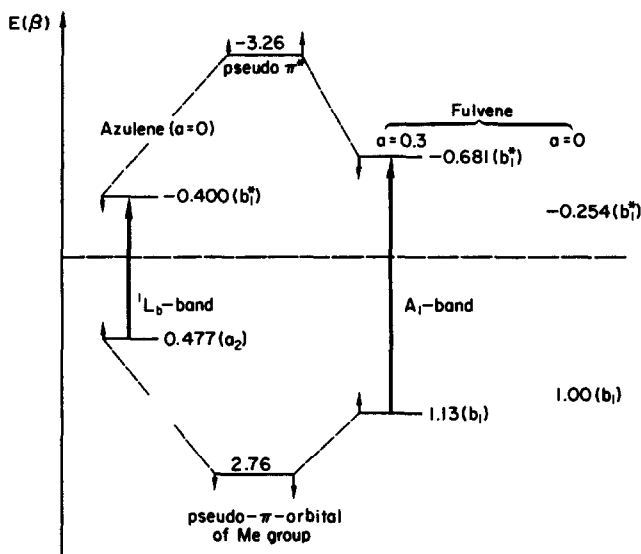 E(β)
-3.26
pseudo π*
Azulene (a=0)
Fulvene
a=0.3
a=0
-0.681(b₁*)
-0.400(b₁*)
-0.254(b₁*)
¹L_b-band
A₁-band
0.477(a₂)
1.13(b₁)
1.00(b₁)
2.76
pseudo-π-orbital
of Me group